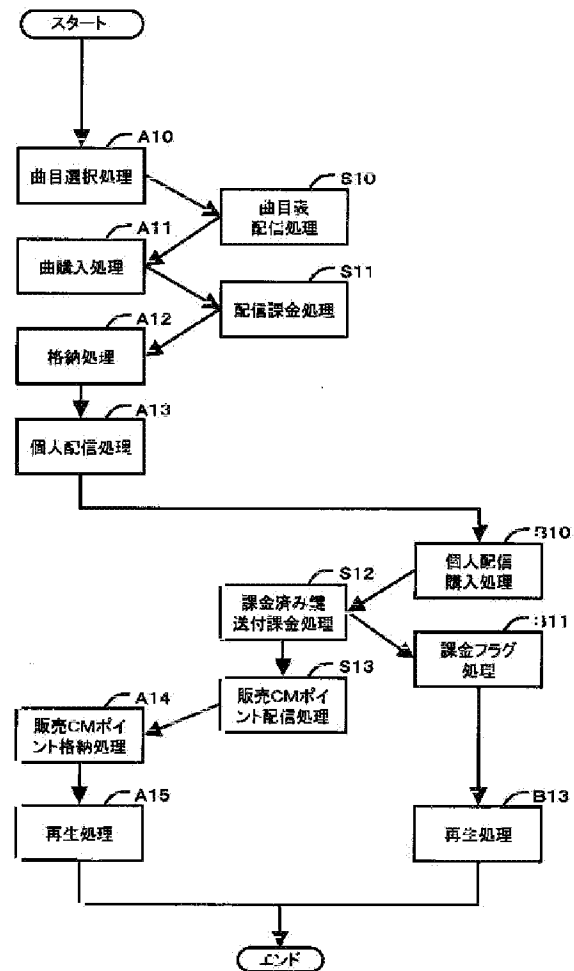 スタート
A10
曲目選択処理
S10
曲目表
配信処理
A11
曲購入処理
S11
配信課金処理
A12
格納処理
A13
個人配信処理
B10
個人配信
購入処理
S12
課金済み鍵
送付課金処理
B11
課金フラグ
処理
S13
販売CMポイ
ント配信処理
A14
販売CMポイ
ント格納処理
A15
再生処理
B13
再生処理
エンド